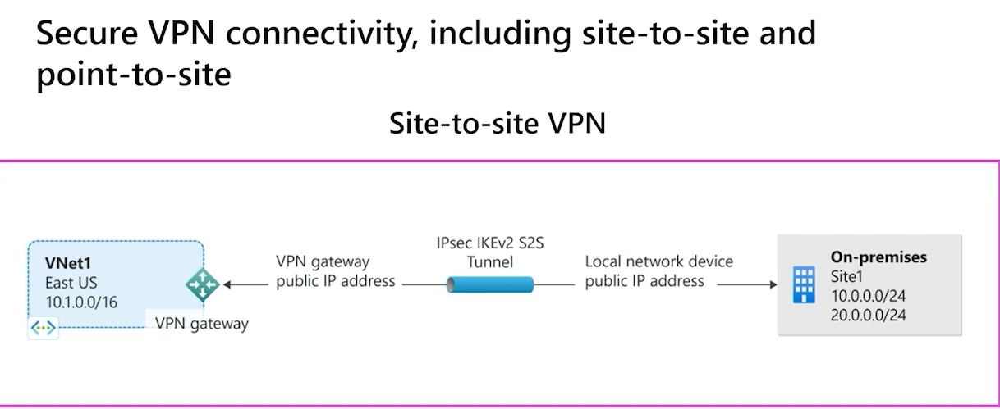 Secure VPN connectivity, including site-to-site and
point-to-site
Site-to-site VPN
VNet1
East US
10.1.0.0/16
VPN gateway
VPN gateway
public IP address
IPsec IKEv2 S2S
Tunnel
Local network device
public IP address
On-premises
Site1
10.0.0.0/24
20.0.0.0/24